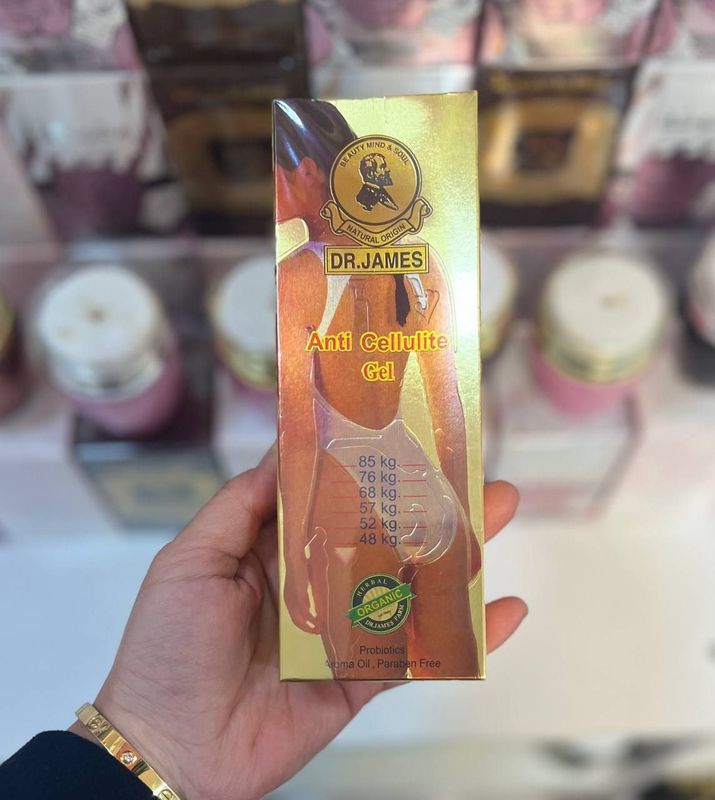 BEAUTY MIND & SOUL
NATURAL ORIGIN
DR.JAMES
Anti Cellulite
Gel
85 kg.
76 kg.
68 kg.
57 kg.
52 kg.
48 kg.
HERBAL
ORGANIC
DR.JAMES FARM
Probiotics
Aroma Oil , Paraben Free